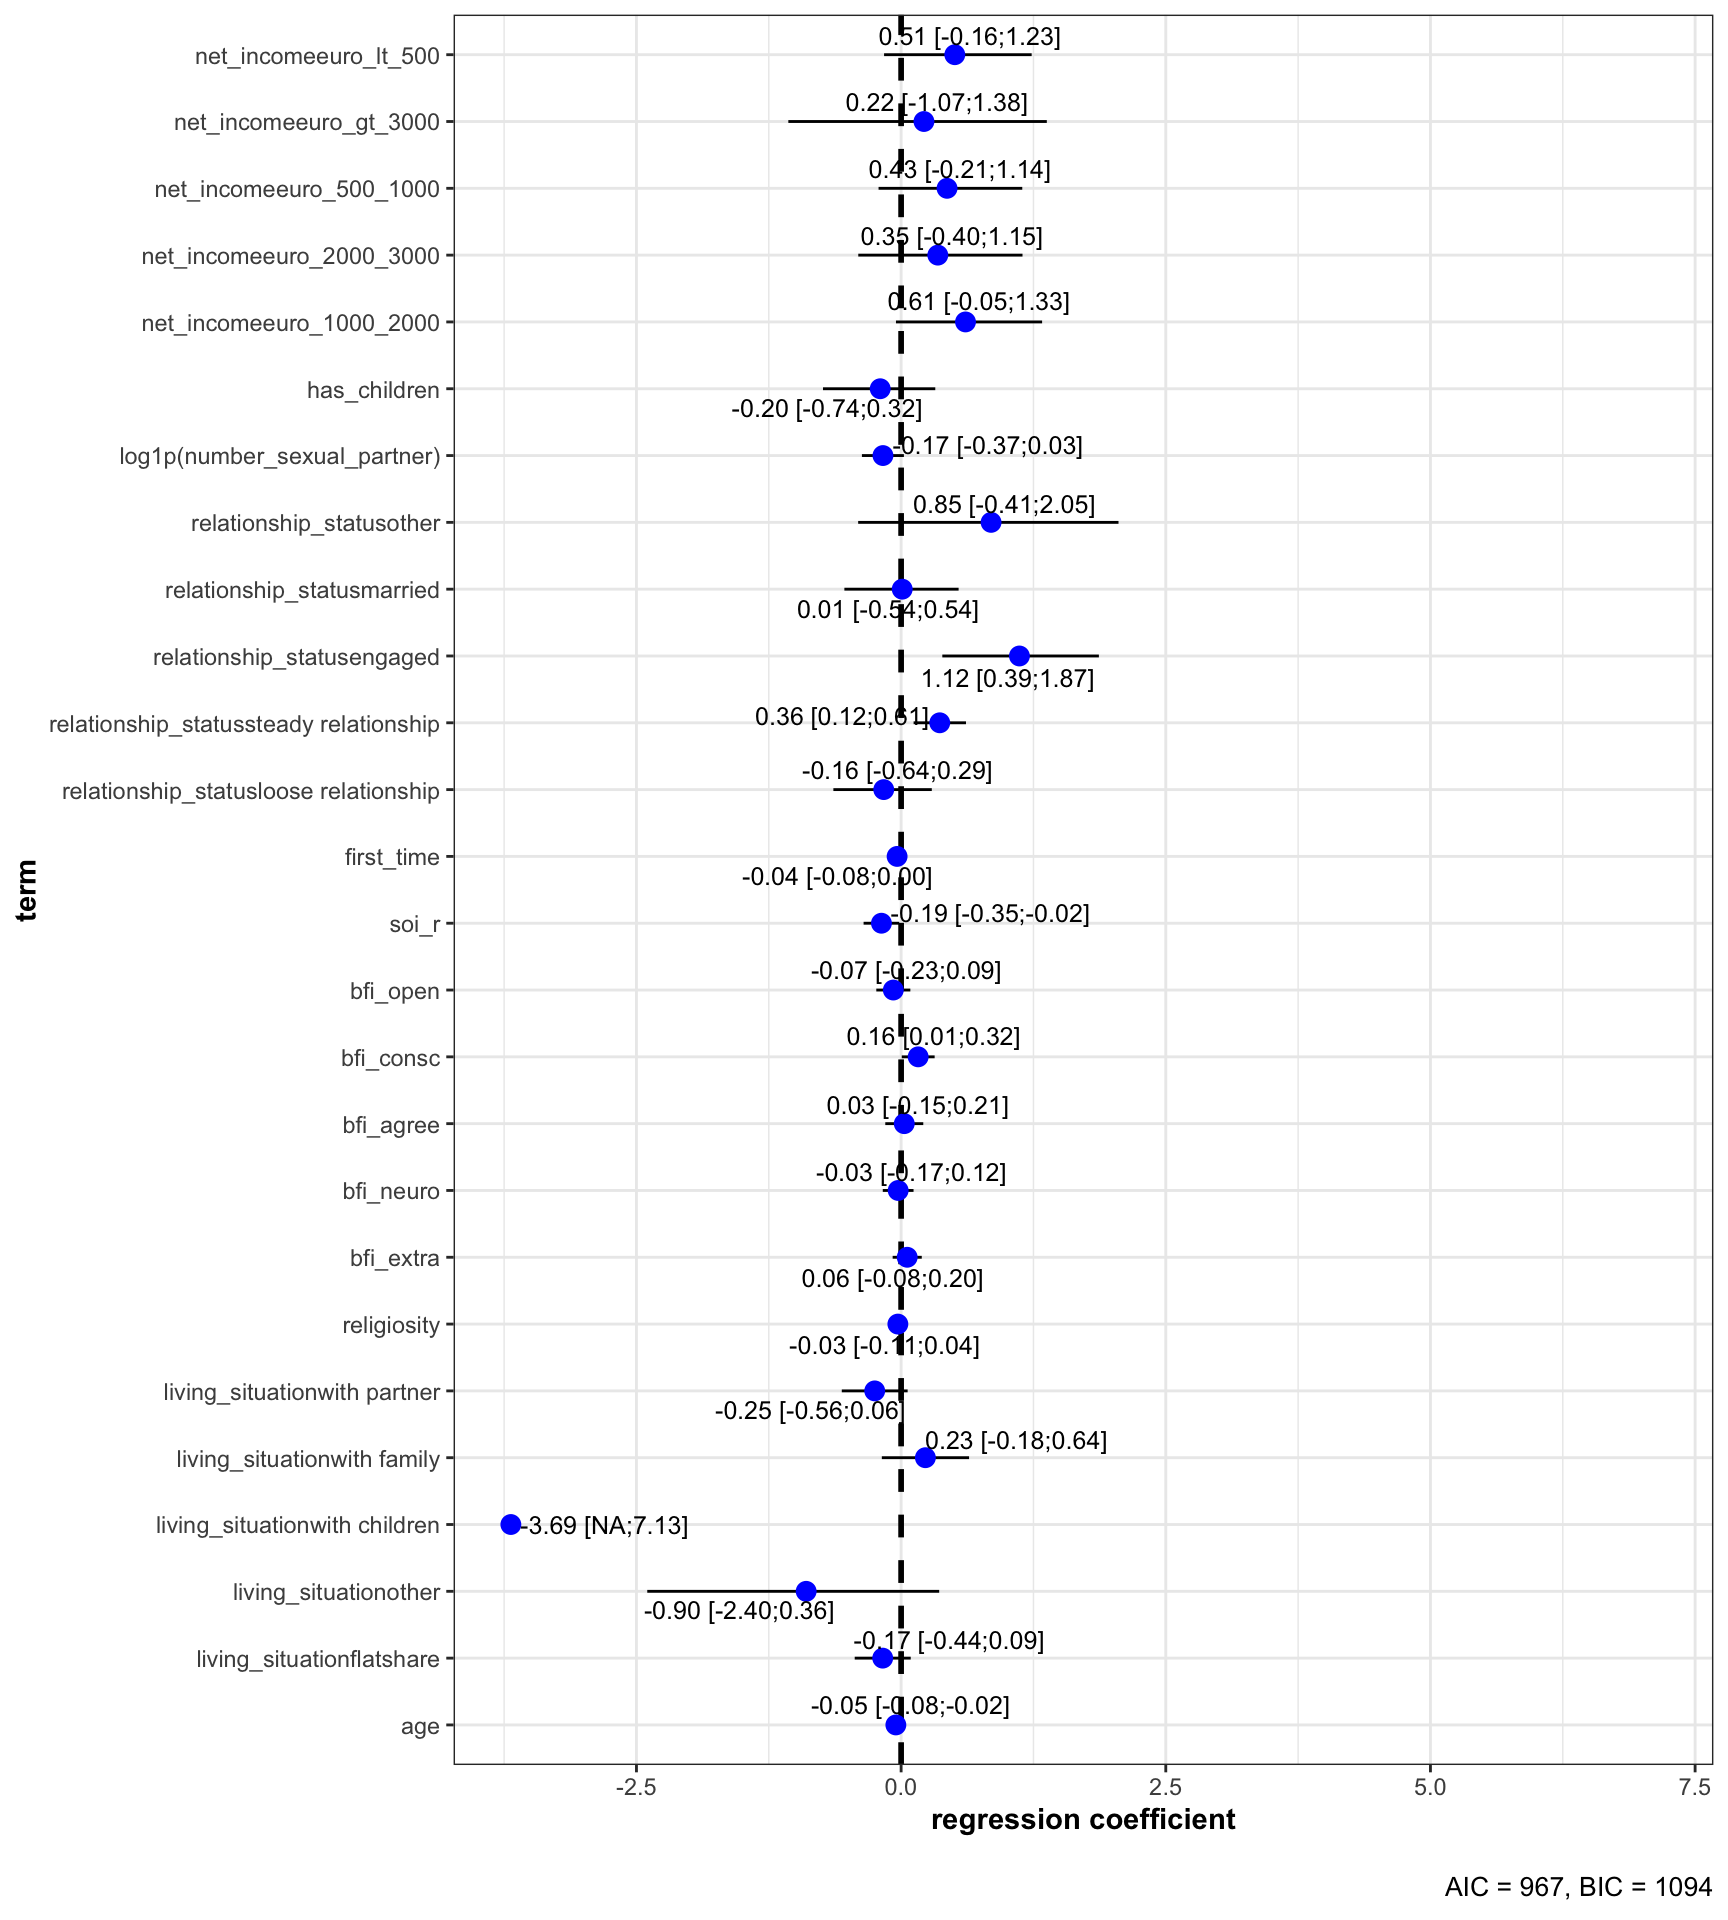 net_incomeeuro_lt_500 0.51 [-0.16;1.23]
net_incomeeuro_gt_3000 0.22 [-1.07;1.38]
net_incomeeuro_500_1000 0.43 [-0.21;1.14]
net_incomeeuro_2000_3000 0.35 [-0.40;1.15]
net_incomeeuro_1000_2000 0.61 [-0.05;1.33]
has_children -0.20 [-0.74;0.32]
log1p(number_sexual_partner) -0.17 [-0.37;0.03]
relationship_statusother 0.85 [-0.41;2.05]
relationship_statusmarried 0.01 [-0.54;0.54]
relationship_statusengaged 1.12 [0.39;1.87]
relationship_statussteady relationship 0.36 [0.12;0.61]
relationship_statusloose relationship -0.16 [-0.64;0.29]
first_time -0.04 [-0.08;0.00]
soi_r -0.19 [-0.35;-0.02]
bfi_open -0.07 [-0.23;0.09]
bfi_consc 0.16 [0.01;0.32]
bfi_agree 0.03 [-0.15;0.21]
bfi_neuro -0.03 [-0.17;0.12]
bfi_extra 0.06 [-0.08;0.20]
religiosity -0.03 [-0.11;0.04]
living_situationwith partner -0.25 [-0.56;0.06]
living_situationwith family 0.23 [-0.18;0.64]
living_situationwith children -3.69 [NA;7.13]
living_situationother -0.90 [-2.40;0.36]
living_situationflatshare -0.17 [-0.44;0.09]
age -0.05 [-0.08;-0.02]
term
-2.5 0.0 2.5 5.0 7.5
regression coefficient
AIC = 967, BIC = 1094